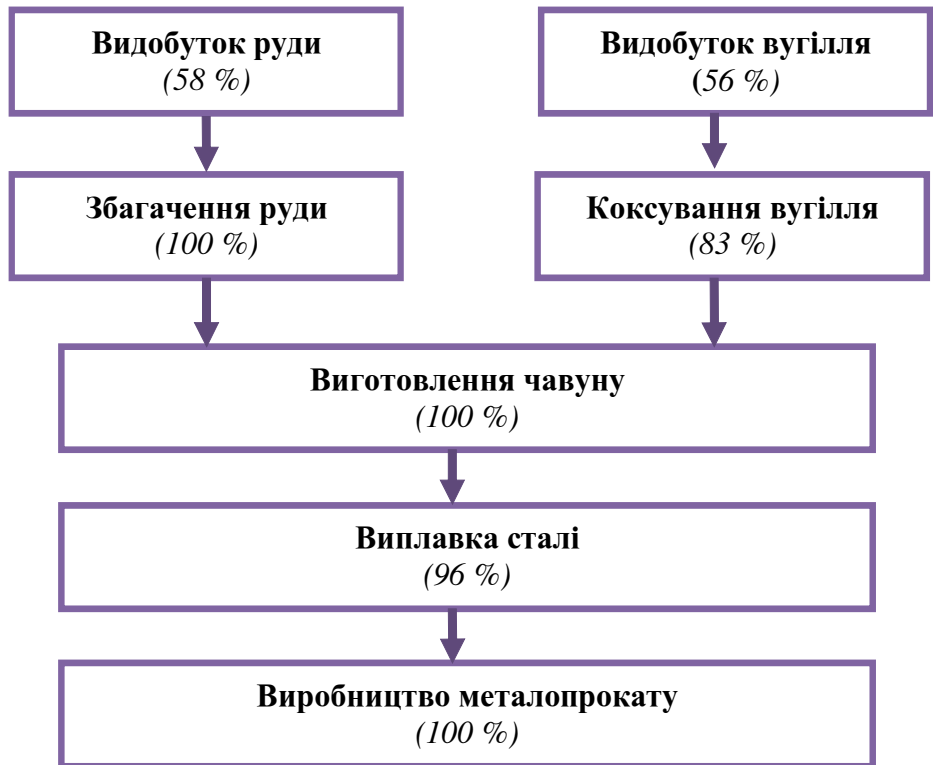 Видобуток руди
(58 %)
Видобуток вугілля
(56 %)
Збагачення руди
(100 %)
Коксування вугілля
(83 %)
Виготовлення чавуну
(100 %)
Виплавка сталі
(96 %)
Виробництво металопрокату
(100 %)